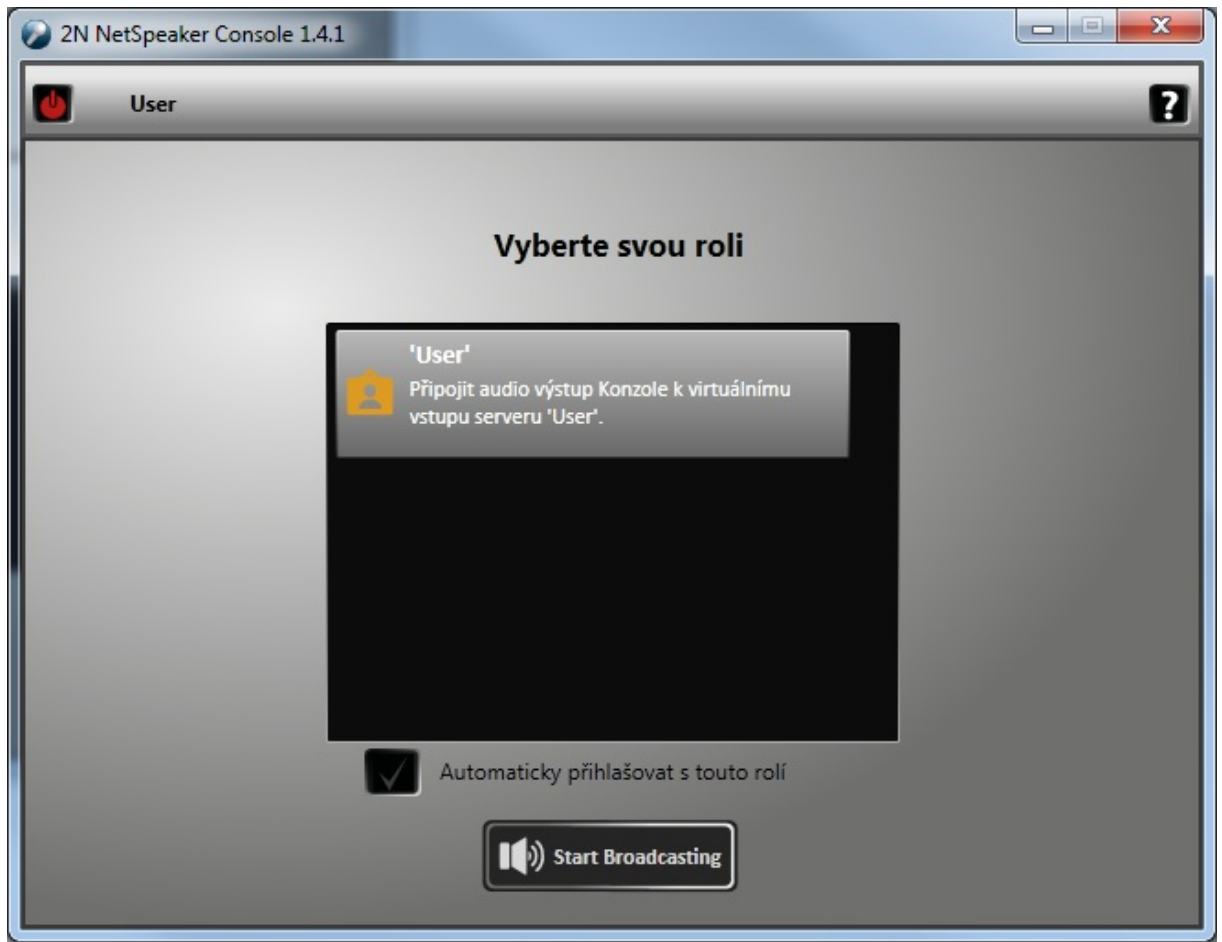 2N NetSpeaker Console 1.4.1
User
?
Vyberte svou roli
'User'
Připojit audio výstup Konzole k virtuálnímu
vstupu serveru 'User'.
Automaticky přihlašovat s touto rolí
Start Broadcasting